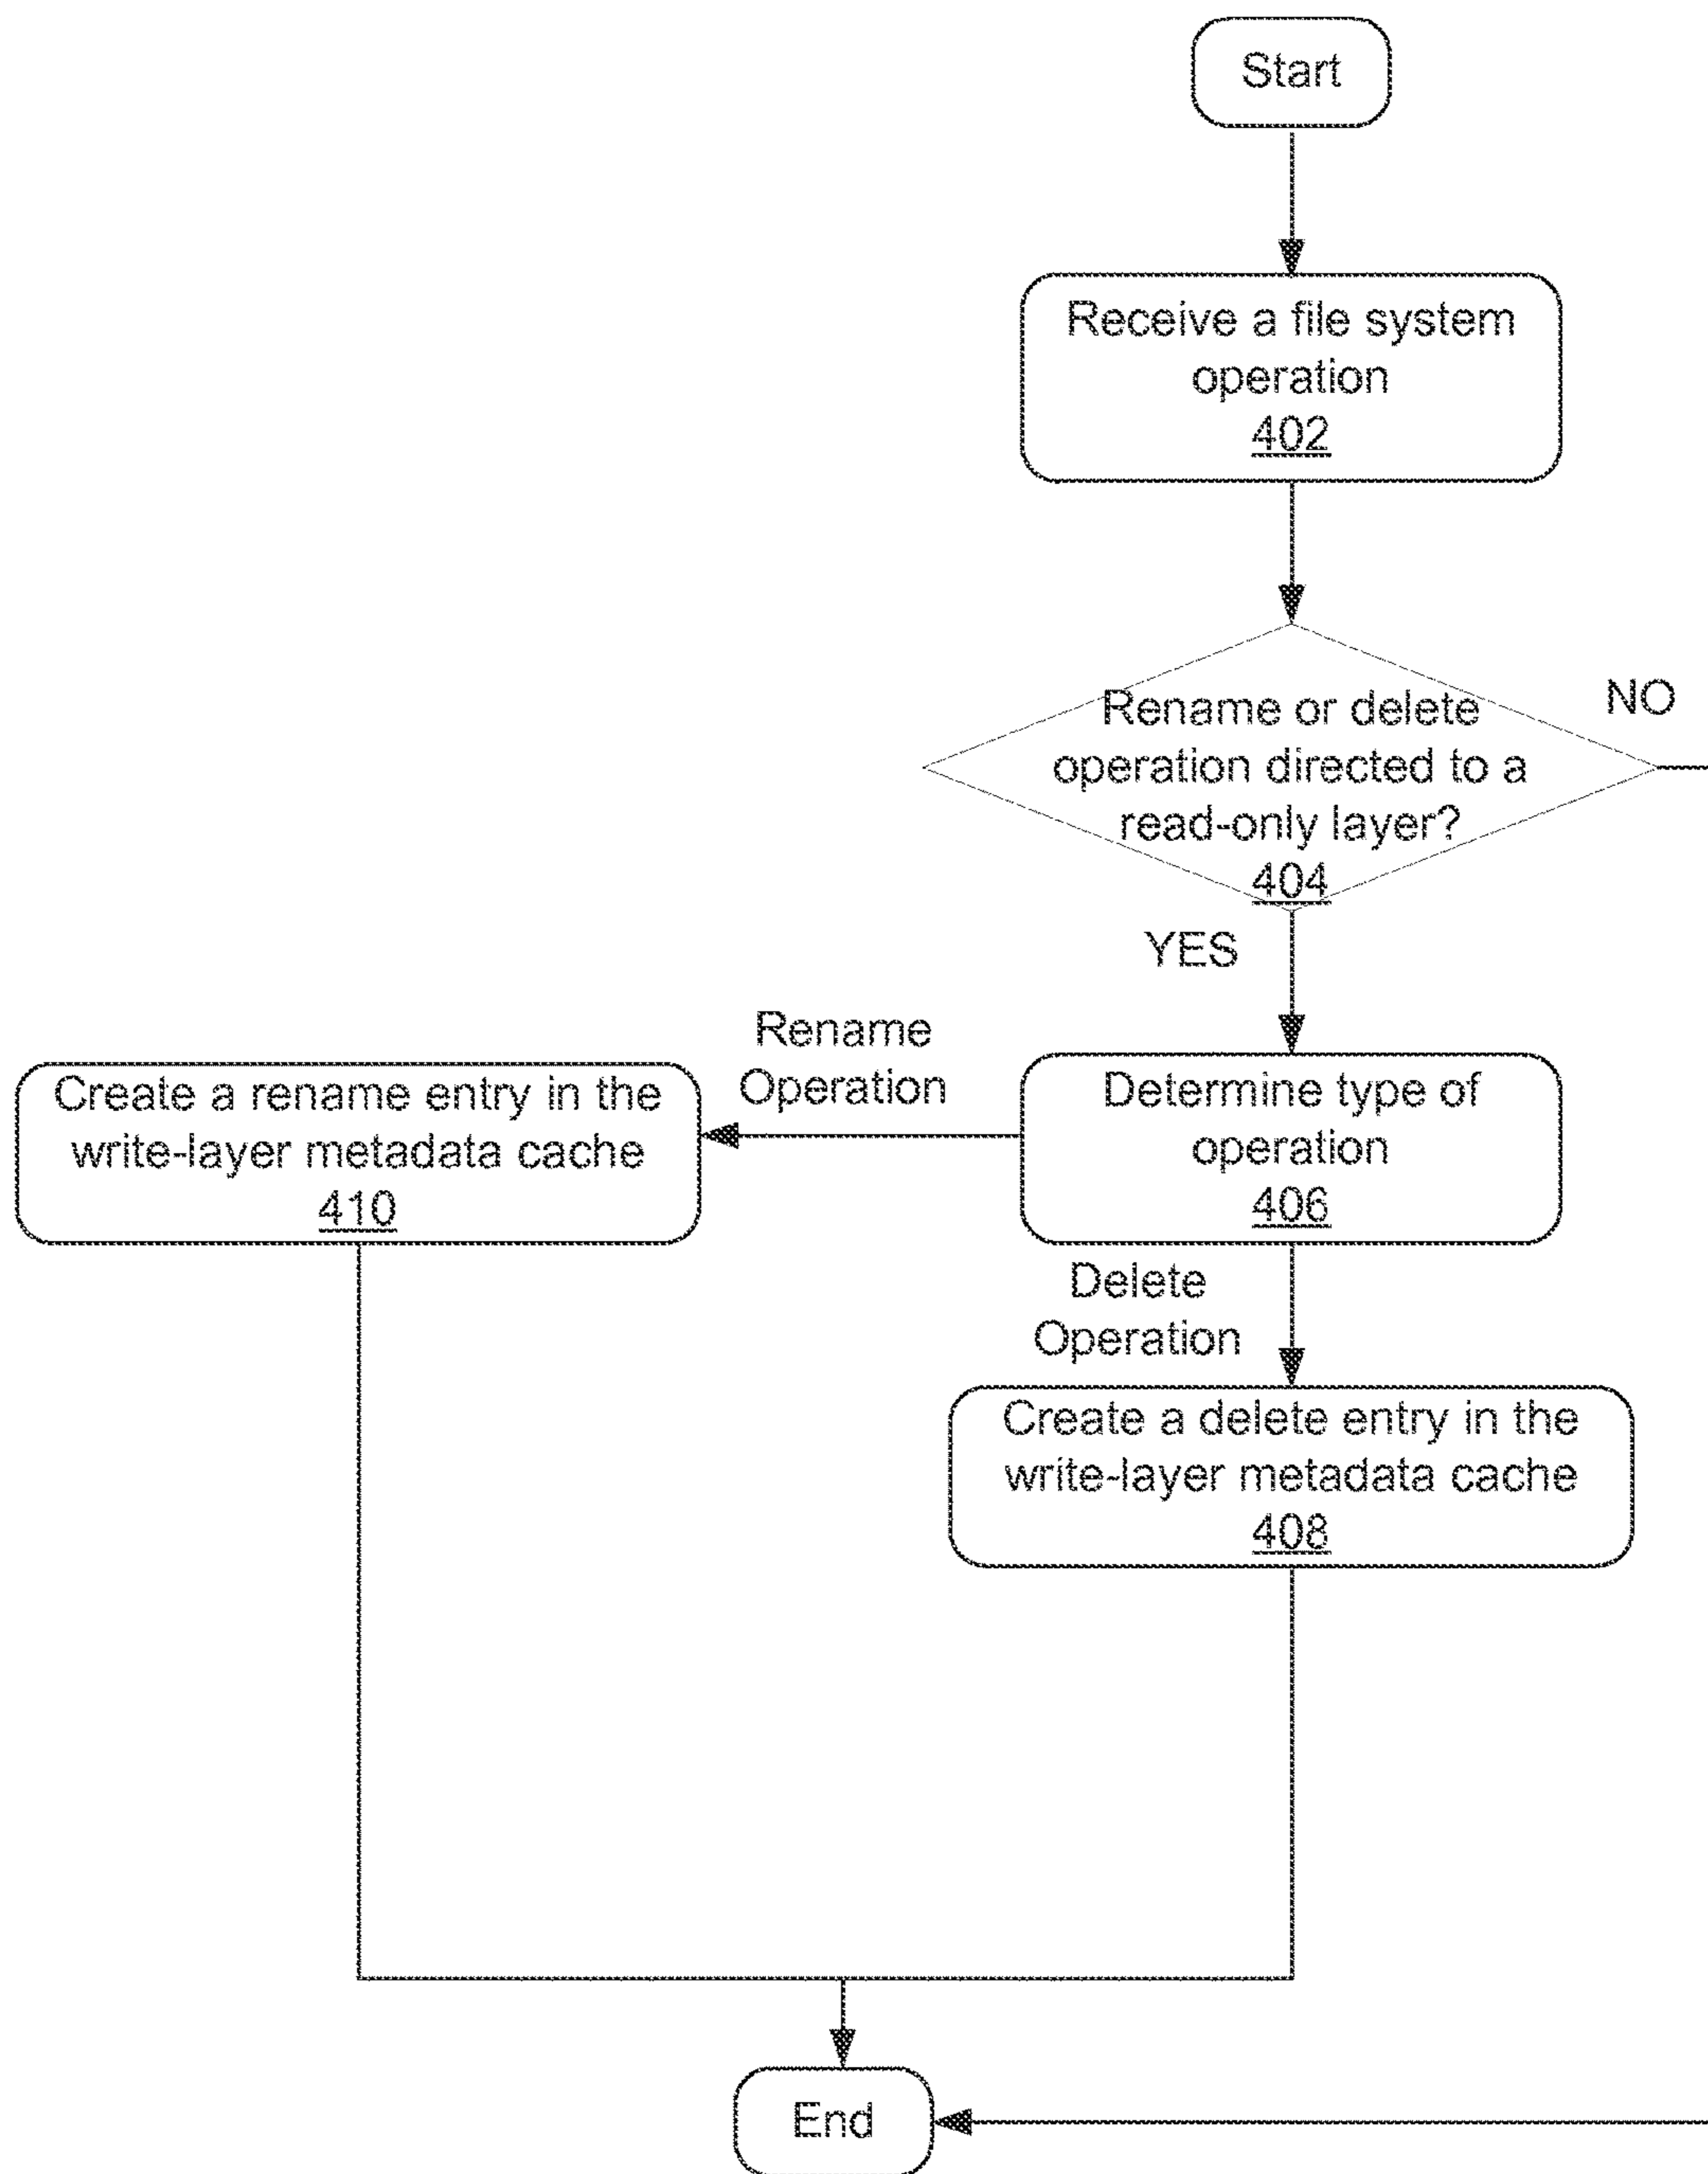 Start
Receive a file system
operation
402
Rename or delete
operation directed to a
read-only layer?
404
NO
YES
Rename
Operation
Create a rename entry in the
write-layer metadata cache
410
Determine type of
operation
406
Delete
Operation
Create a delete entry in the
write-layer metadata cache
408
End